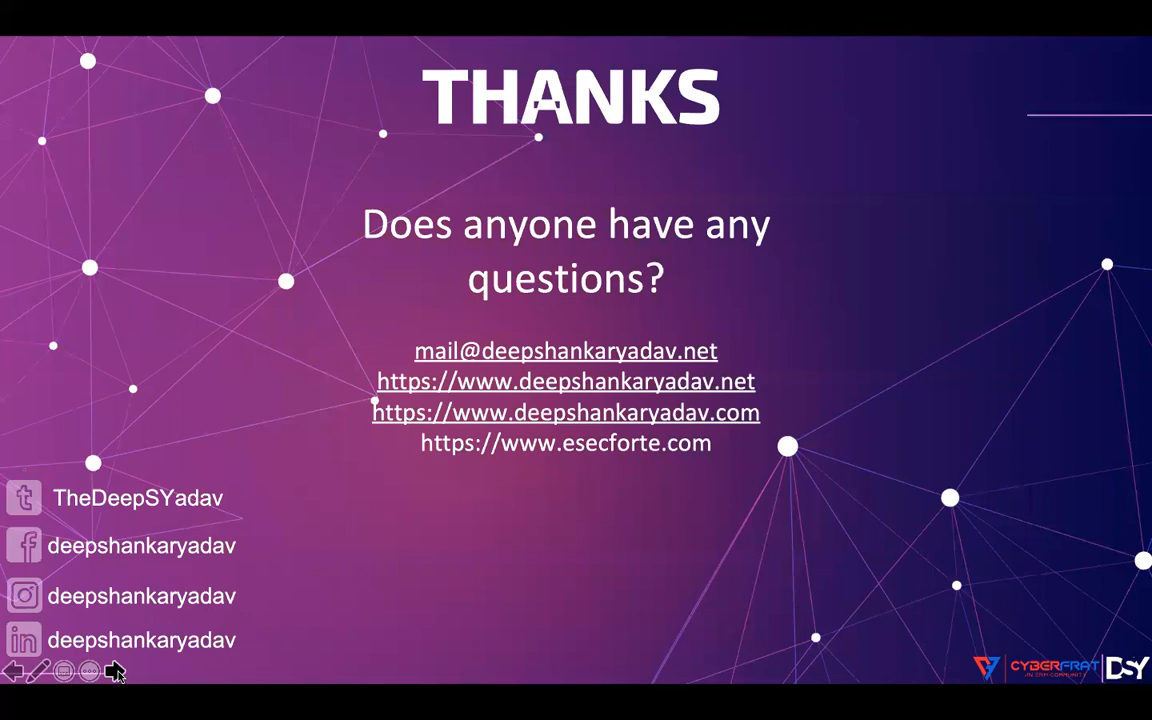 THANKS
Does anyone have any
questions?
mail@deepshankaryadav.net
https://www.deepshankaryadav.net
https://www.deepshankaryadav.com
https://www.esecforte.com
t TheDeepSYadav
f deepshankaryadav
deepshankaryadav
in deepshankaryadav
CYBERFRAT
DSY